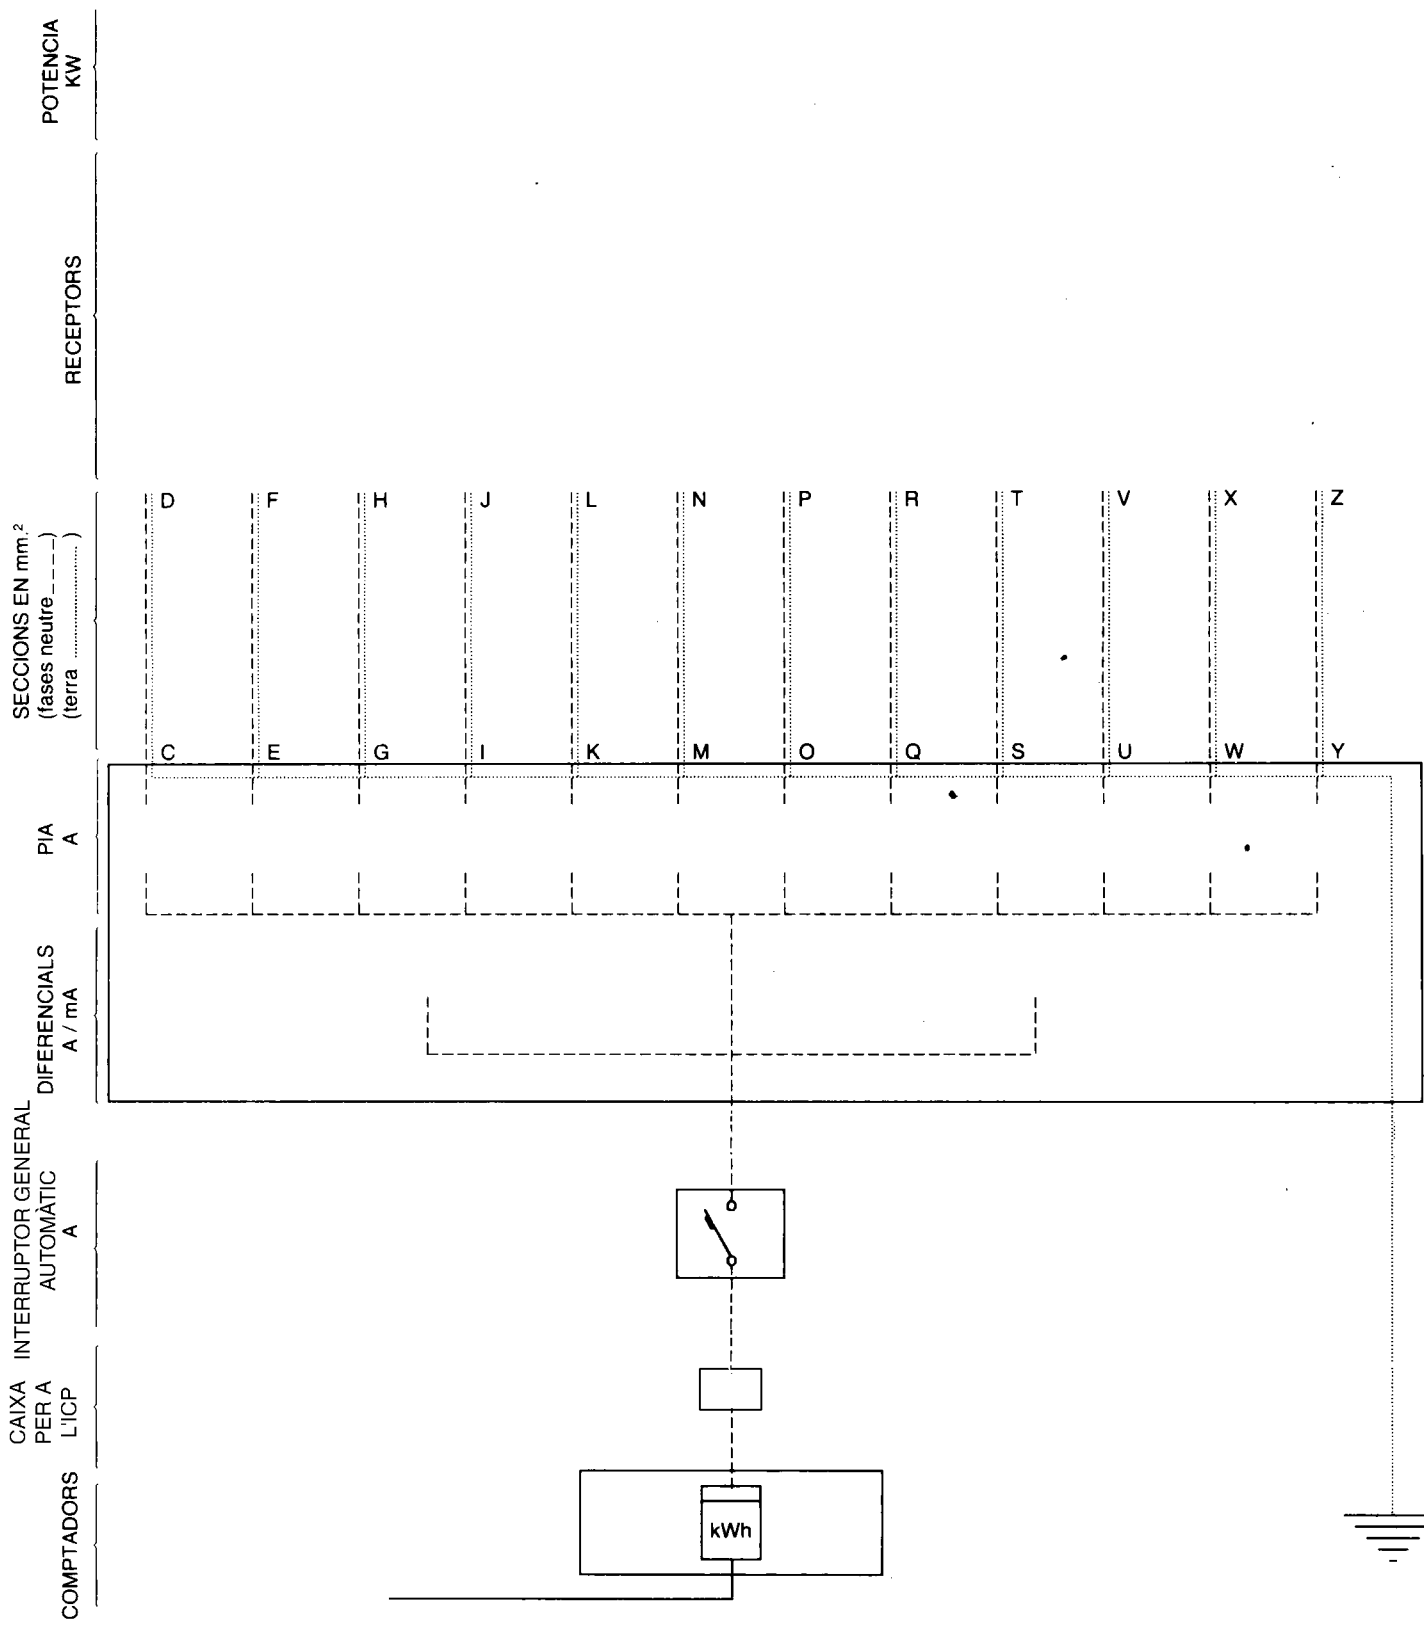 POTENCIA
KW
RECEPTORS
SECCIONS EN mm.²
(fases neutre_____)
(terra ....................)
D F H J L N P R T V X Z
C E G I K M O Q S U W Y
PIA
A
DIFERENCIALS
A / mA
INTERRUPTOR GENERAL
AUTOMÀTIC
A
CAIXA
PER A
L'ICP
COMPTADORS
kWh